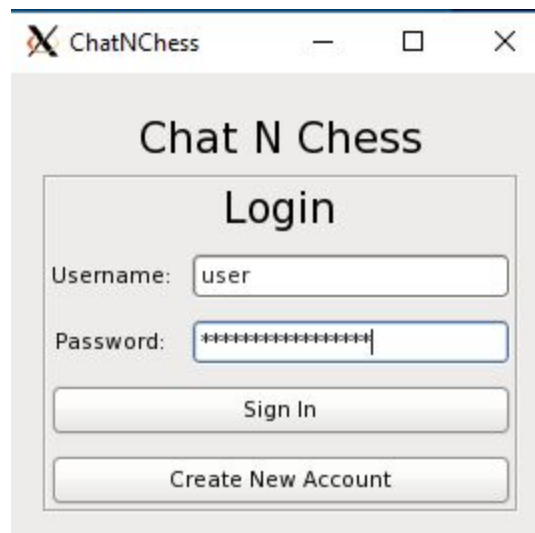 ChatNChess
Chat N Chess
Login
Username: user
Password: *****************
Sign In
Create New Account